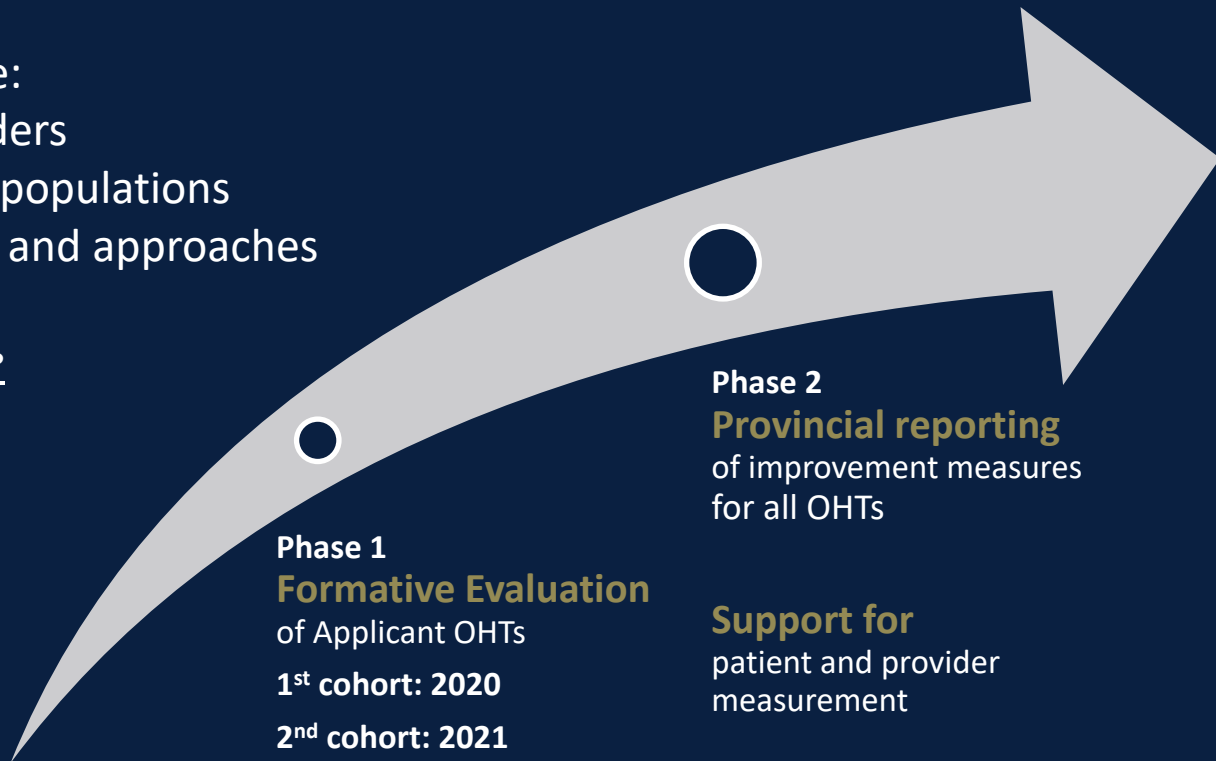 e:
ders
populations
and approaches
Phase 2
Provincial reporting
of improvement measures
for all OHTs
Phase 1
Formative Evaluation
of Applicant OHTs
1st cohort: 2020
2nd cohort: 2021
Support for
patient and provider
measurement